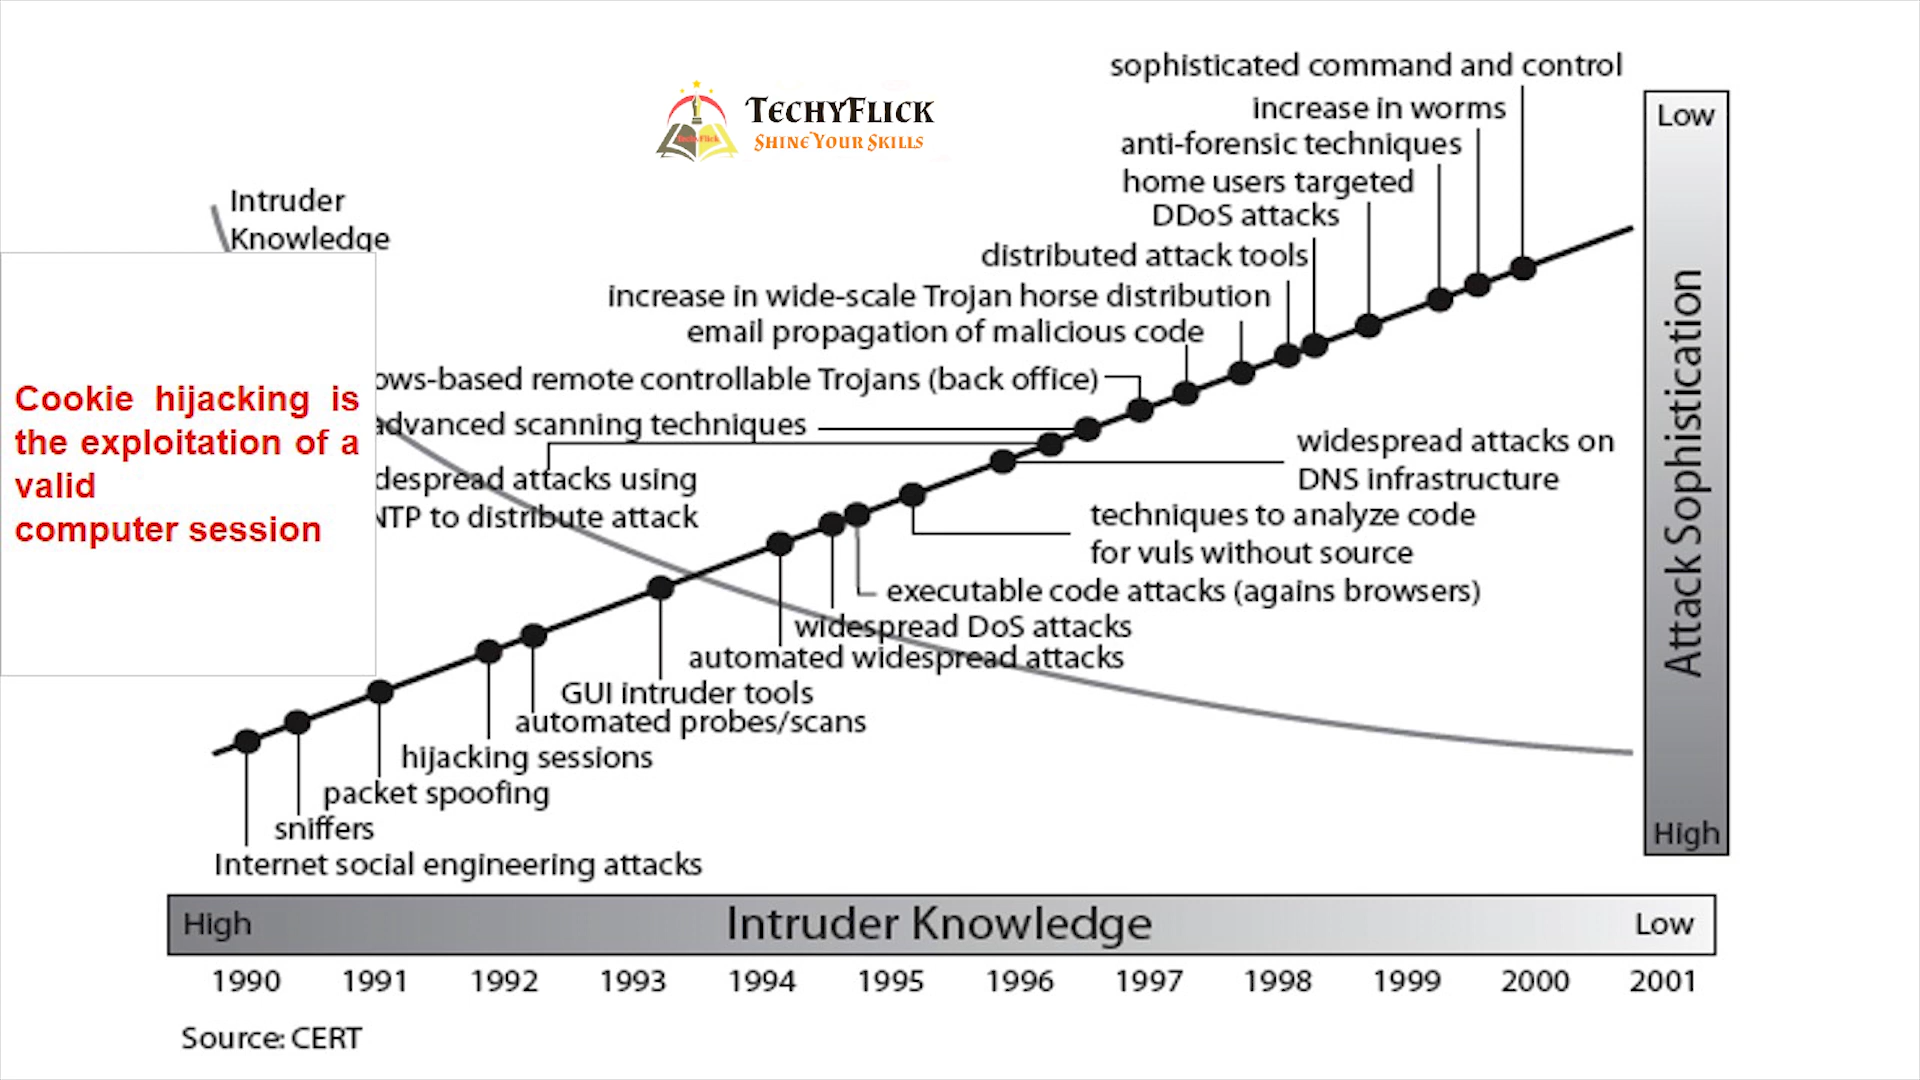 sophisticated command and control
Low
increase in worms
TECHYFLICK
SHINE YOUR SKILLS
anti-forensic techniques
home users targeted
Intruder
Knowledge
DDoS attacks
distributed attack tools
increase in wide-scale Trojan horse distribution
email propagation of malicious code
ows-based remote controllable Trojans (back office)
Cookie hijacking is
the exploitation of a
valid
computer session
advanced scanning techniques
widespread attacks on
DNS infrastructure
despread attacks using
NTP to distribute attack
techniques to analyze code
for vuls without source
executable code attacks (agains browsers)
widespread DoS attacks
automated widespread attacks
GUI intruder tools
automated probes/scans
hijacking sessions
packet spoofing
sniffers
Internet social engineering attacks
Attack Sophistication
High
High Intruder Knowledge Low
1990 1991 1992 1993 1994 1995 1996 1997 1998 1999 2000 2001
Source: CERT